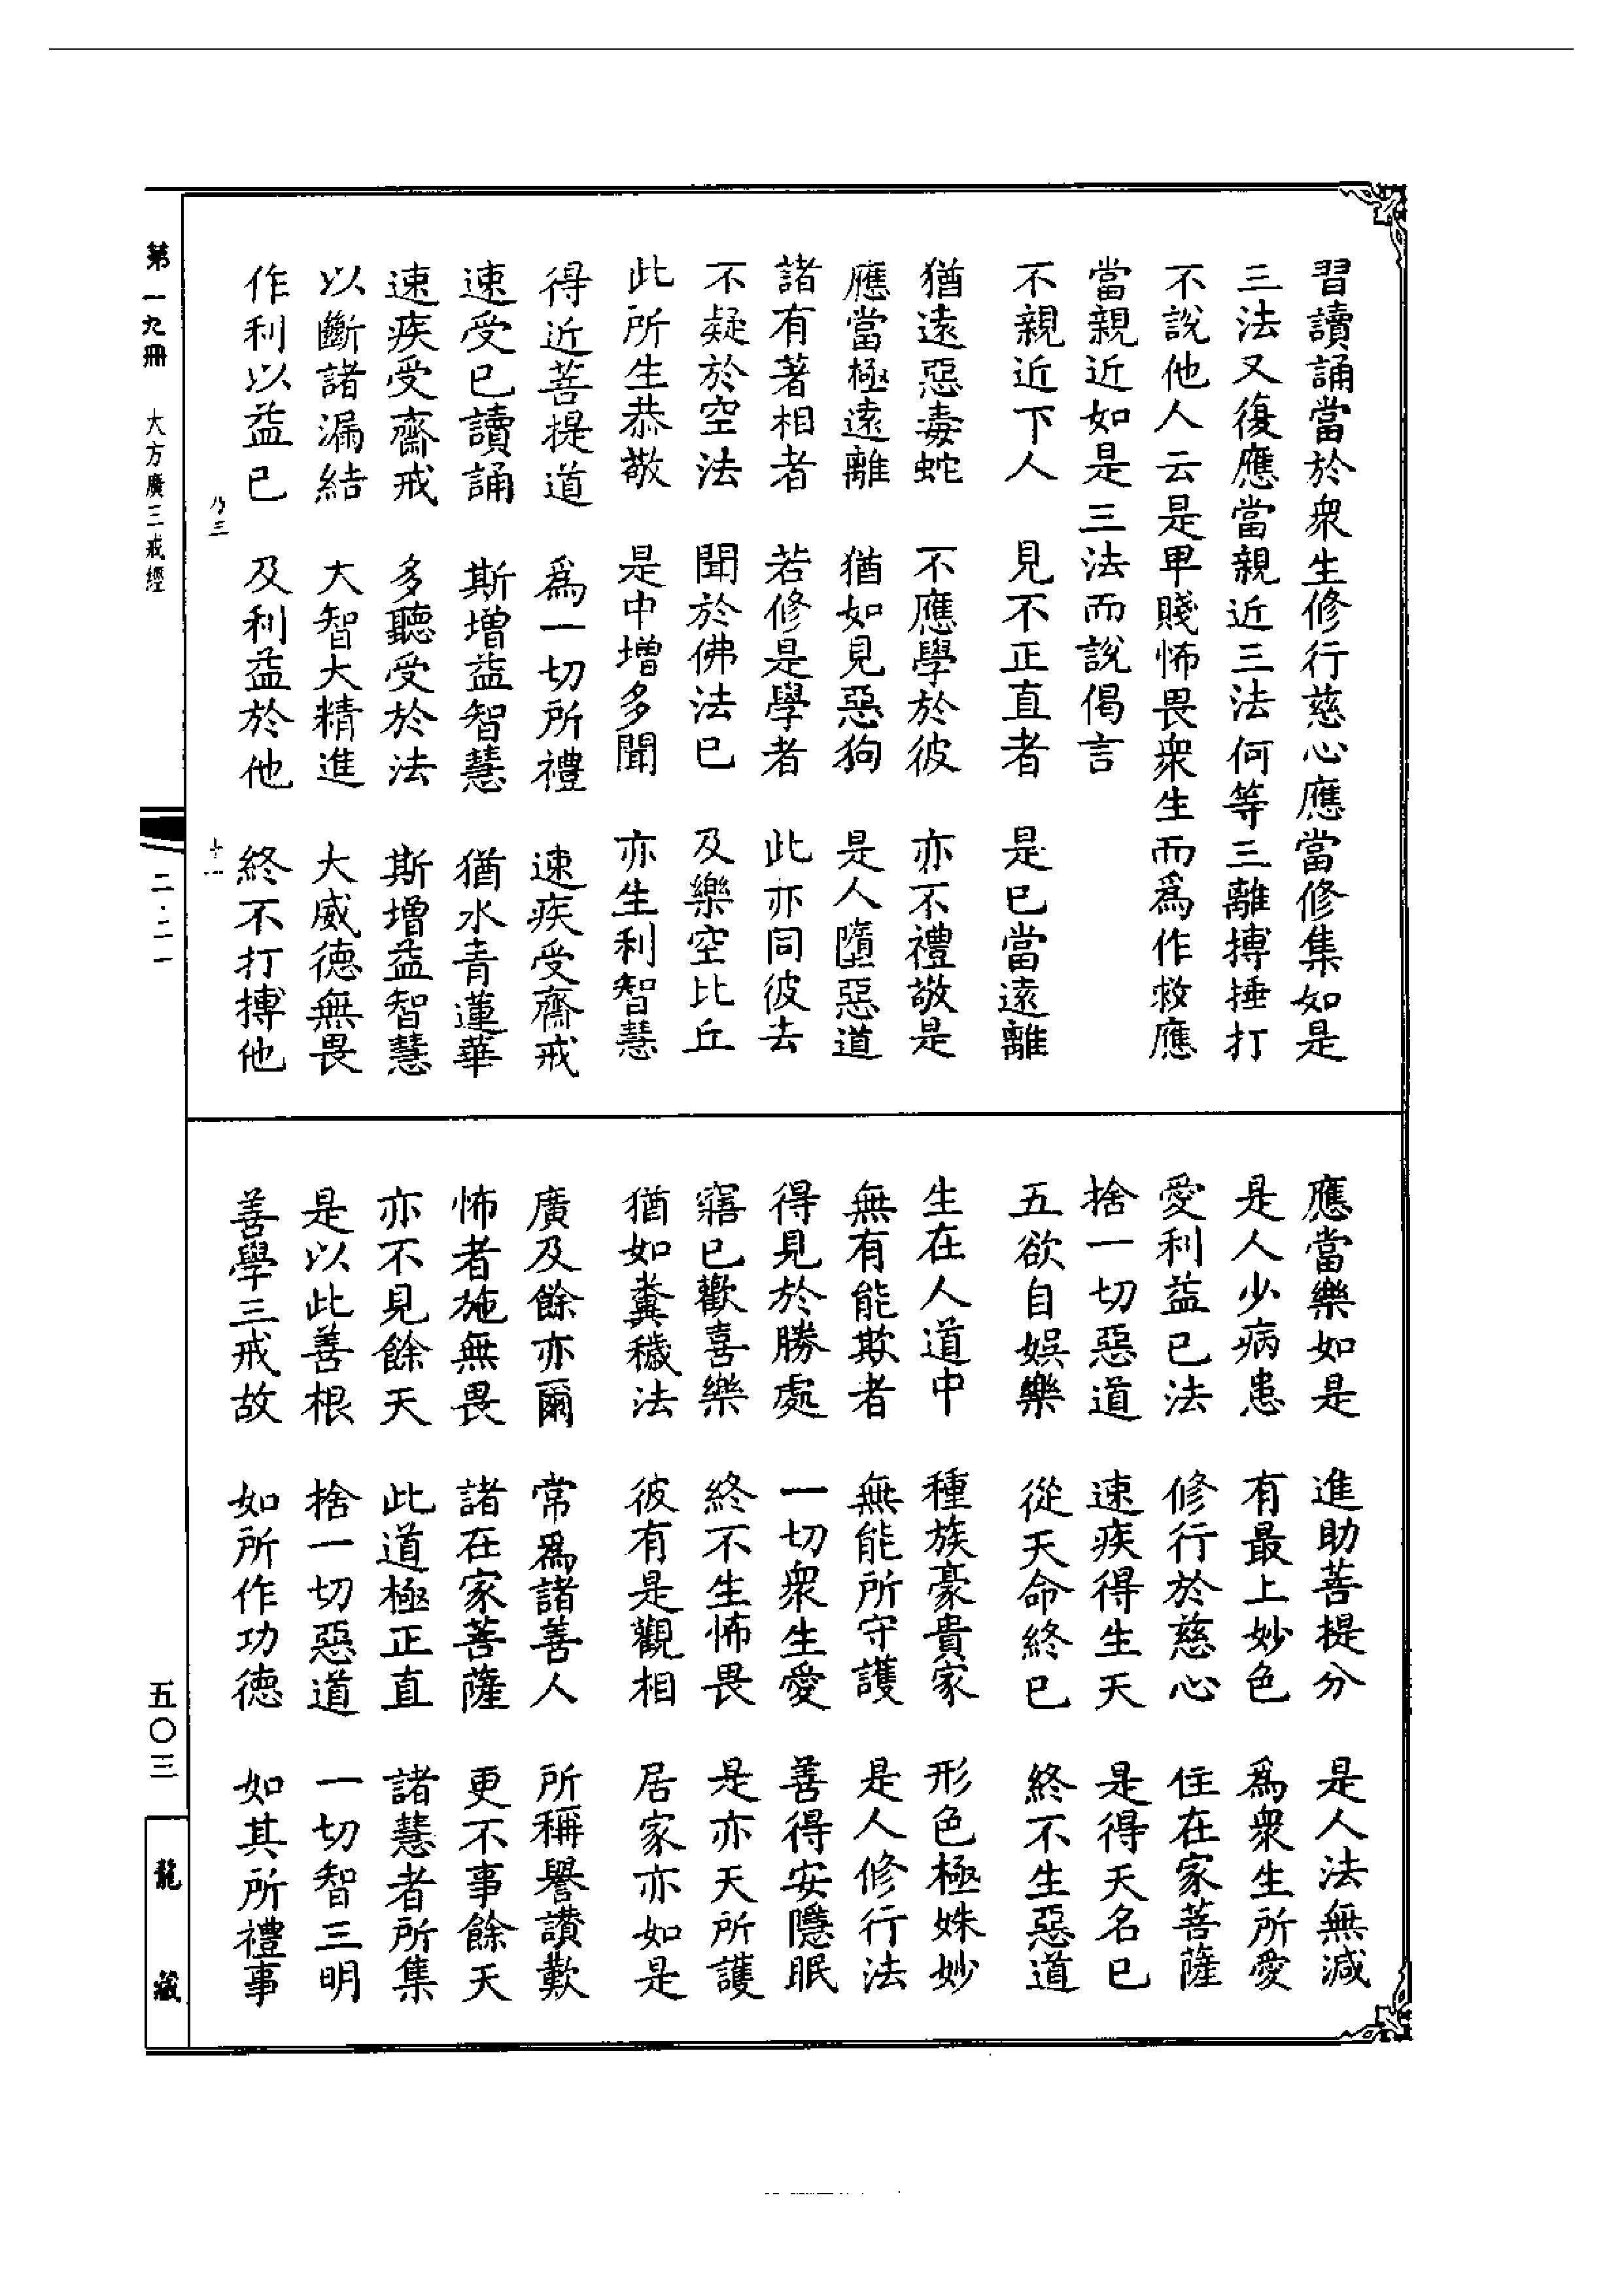 習讀誦當於衆生修行慈心應當修集如是
三法又復應當親近三法何等三離搏捶打
不說他人云是卑賤怖畏衆生而爲作救應
當親近如是三法而說偈言
不親近下人　見不正直者　是已當遠離
猶遠惡毒蛇　不應學於彼　亦不禮敬是
應當極遠離　猶如見惡狗　是人墮惡道
諸有著相者　若修是學者　此亦同彼去
不疑於空法　聞於佛法已　及樂空比丘
此所生恭敬　是中增多聞　亦生利智慧
得近菩提道　爲一切所禮　速疾受齋戒
速受已讀誦　斯增益智慧　猶水青蓮華
速疾受齋戒　多聽受於法　斯增益智慧
以斷諸漏結　大智大精進　大威德無畏
作利以益已　及利益於他　終不打搏他
乃三
十一
應當樂如是　進助菩提分　是人法無減
是人少病患　有最上妙色　爲衆生所愛
愛利益已法　修行於慈心　住在家菩薩
捨一切惡道　速疾得生天　是得天名已
五欲自娛樂　從天命終已　終不生惡道
生在人道中　種族豪貴家　形色極姝妙
無有能欺者　無能所守護　是人修行法
得見於勝處　一切衆生愛　善得安隱眠
寤已歡喜樂　終不生怖畏　是亦天所護
猶如糞穢法　彼有是觀相　居家亦如是
廣及餘亦爾　常爲諸善人　所稱譽讚歎
怖者施無畏　諸在家菩薩　更不事餘天
亦不見餘天　此道極正直　諸慧者所集
是以此善根　捨一切惡道　一切智三明
善學三戒故　如所作功德　如其所禮事
第一九冊　大方廣三戒經
二·二一
五〇三
龍藏